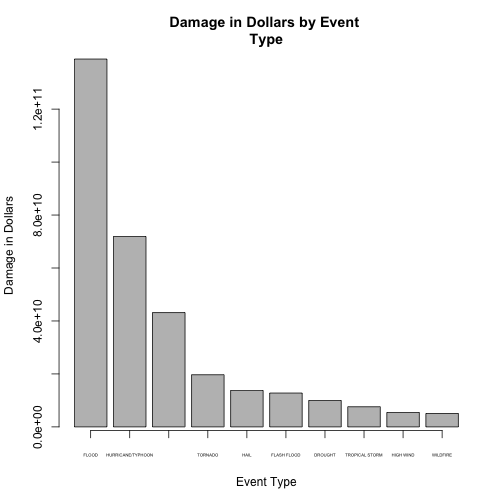 Damage in Dollars by Event
Type
Damage in Dollars
1.2e+11
8.0e+10
4.0e+10
0.0e+00
FLOOD HURRICANE/TYPHOON TORNADO HAIL FLASH FLOOD DROUGHT TROPICAL STORM HIGH WIND WILDFIRE
Event Type